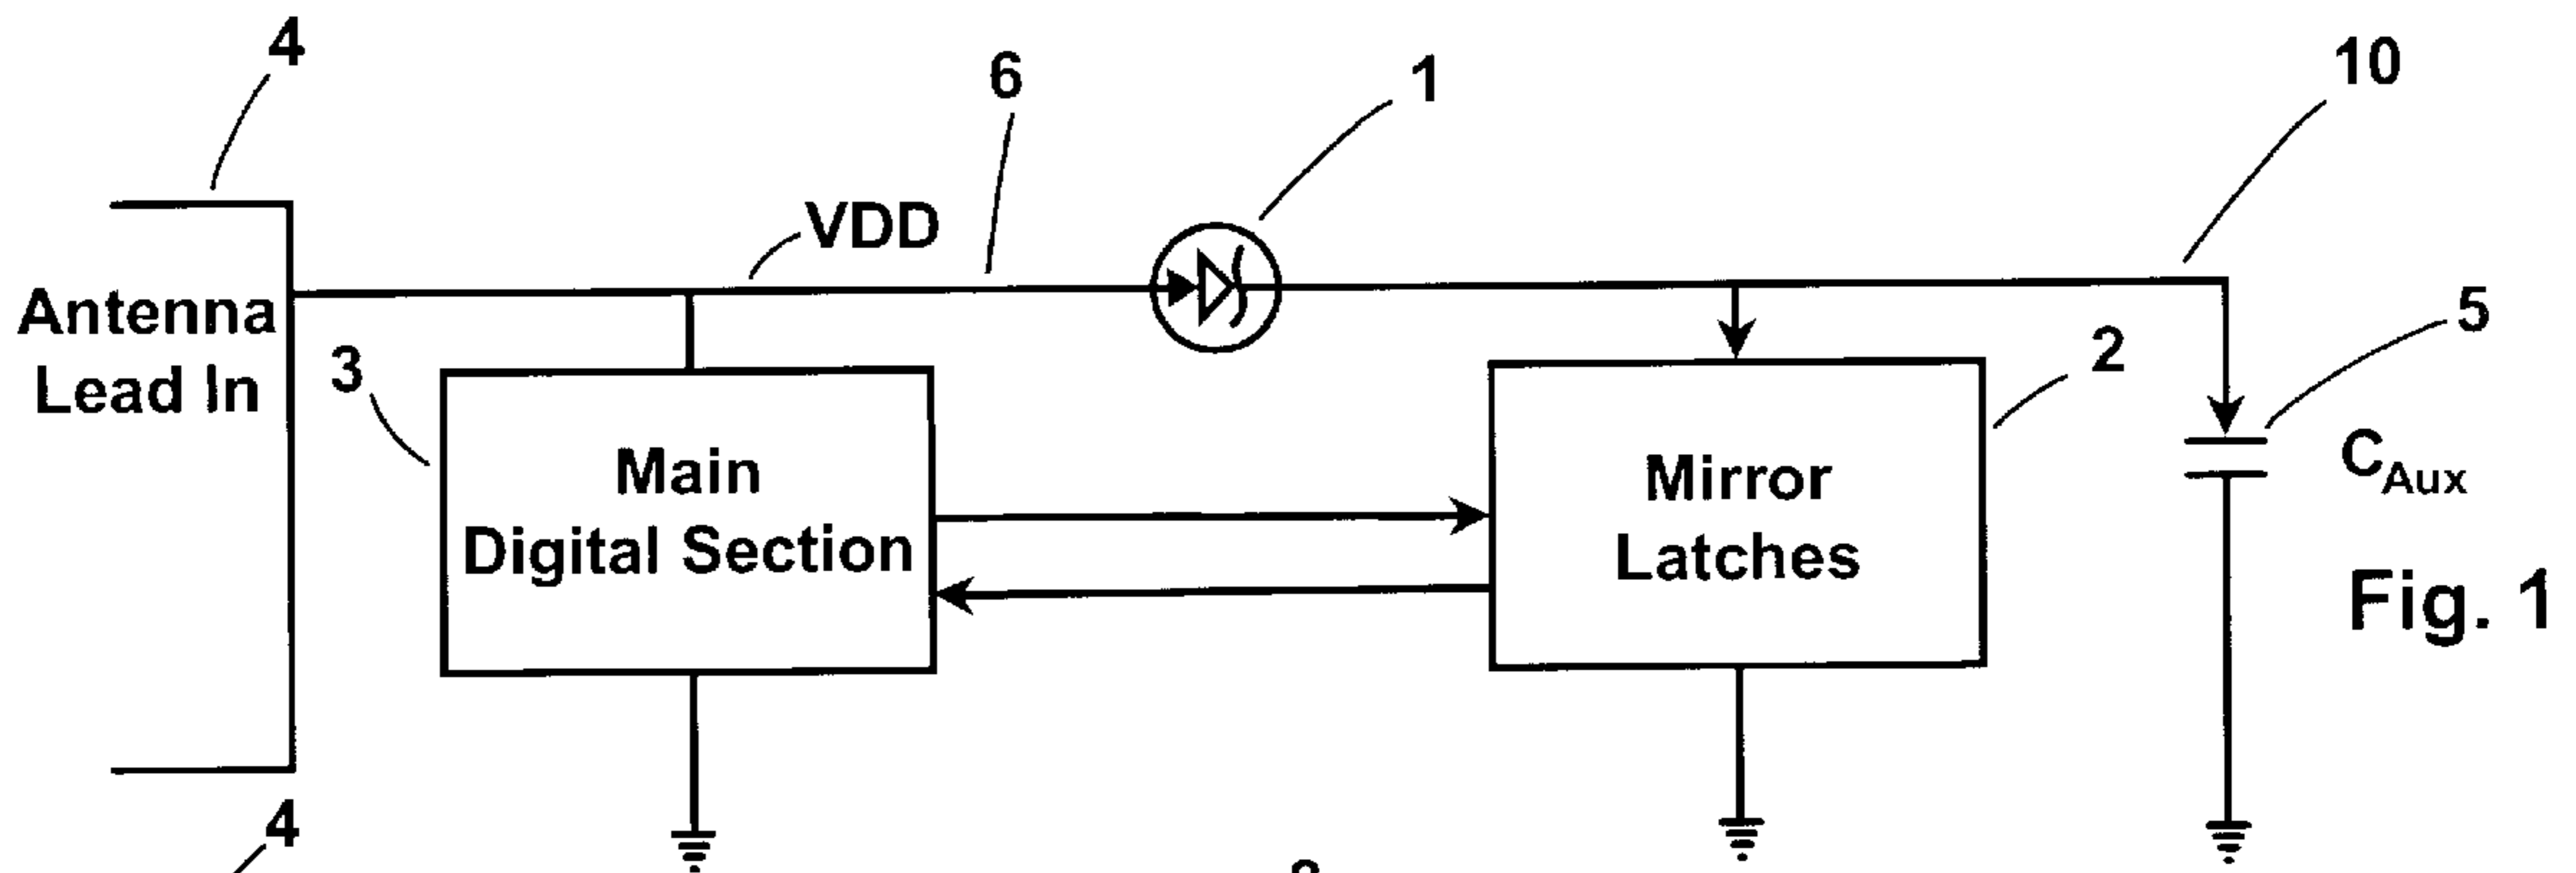 4
6
1
10
VDD
Antenna
Lead In
3
2
5
Main
Digital Section
Mirror
Latches
CAux
Fig. 1
4